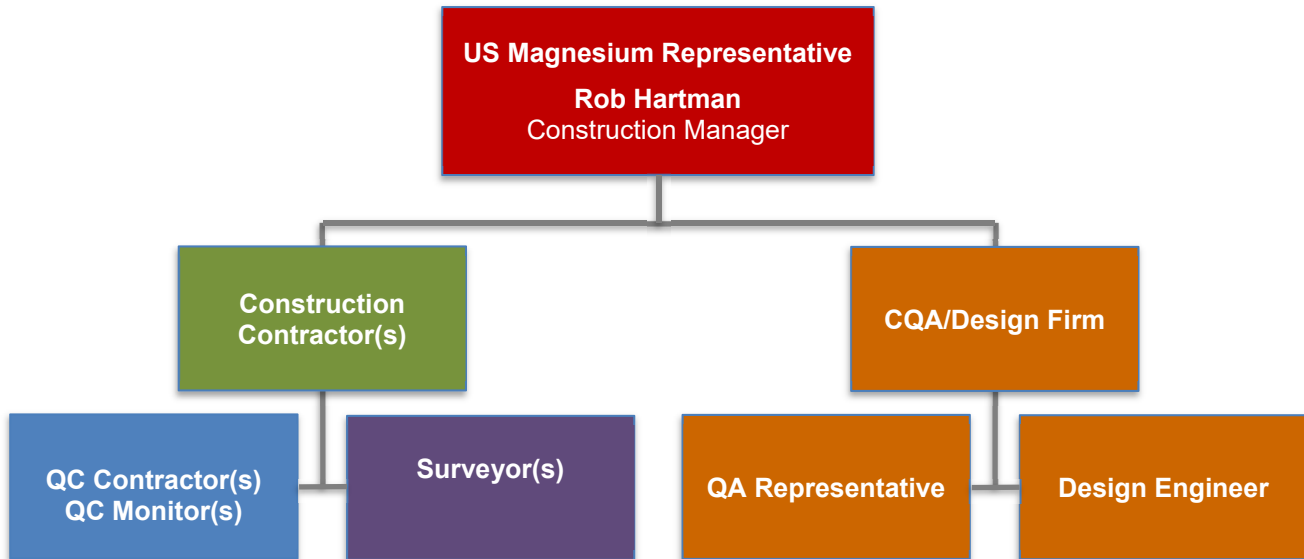 US Magnesium Representative
Rob Hartman
Construction Manager
Construction
Contractor(s)
CQA/Design Firm
QC Contractor(s)
QC Monitor(s)
Surveyor(s)
QA Representative
Design Engineer